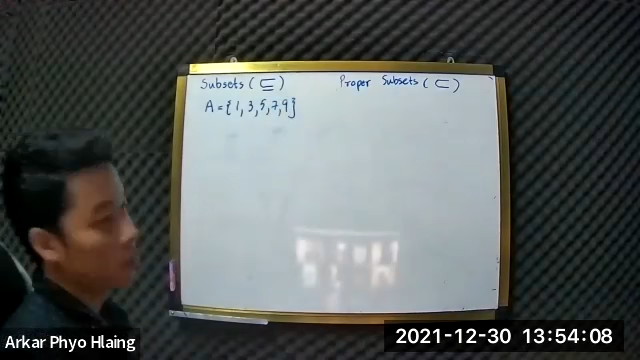 Subsets ( ⊆ ) Proper Subsets ( ⊂ )
A = { 1, 3, 5, 7, 9 }
Arkar Phyo Hlaing
2021-12-30 13:54:08